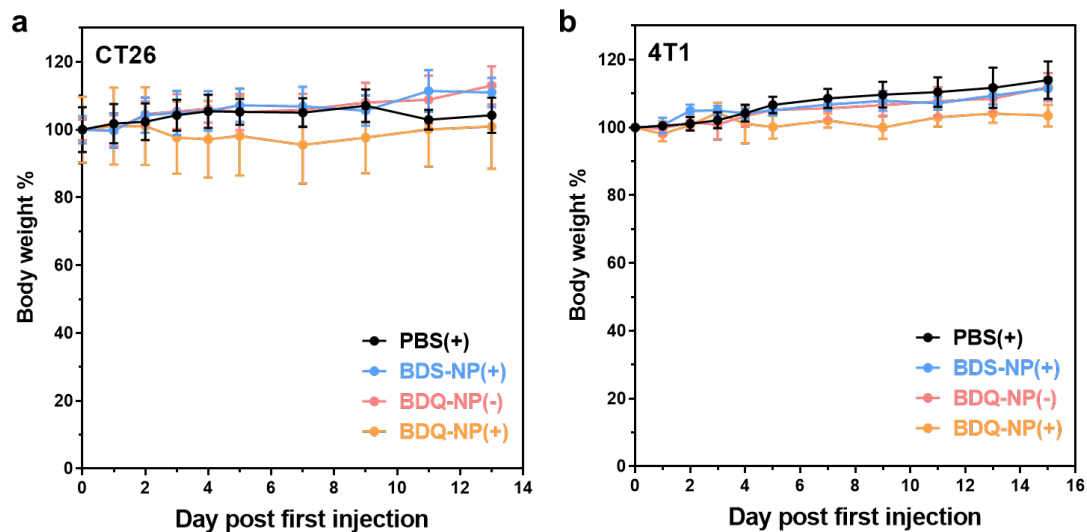 a
CT26
Body weight %
120
100
80
60
40
20
0
0 2 4 6 8 10 12 14
Day post first injection
PBS(+)
BDS-NP(+)
BDQ-NP(-)
BDQ-NP(+)
b
4T1
Body weight %
120
100
80
60
40
20
0
0 2 4 6 8 10 12 14 16
Day post first injection
PBS(+)
BDS-NP(+)
BDQ-NP(-)
BDQ-NP(+)